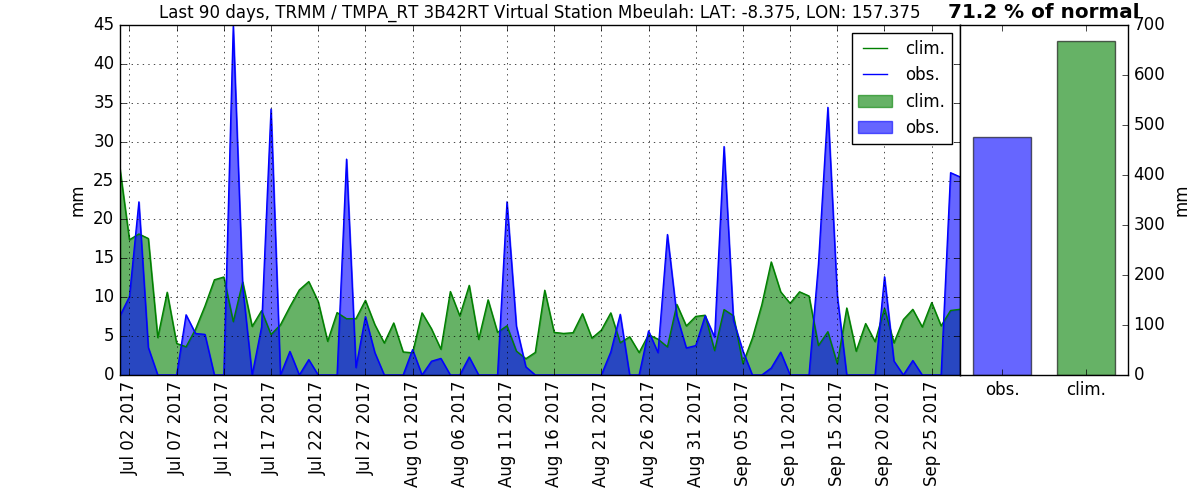 Last 90 days, TRMM / TMPA_RT 3B42RT Virtual Station Mbeulah: LAT: -8.375, LON: 157.375
71.2 % of normal
45
40
35
30
25
20
15
10
5
0
mm
clim.
obs.
clim.
obs.
Jul 02 2017
Jul 07 2017
Jul 12 2017
Jul 17 2017
Jul 22 2017
Jul 27 2017
Aug 01 2017
Aug 06 2017
Aug 11 2017
Aug 16 2017
Aug 21 2017
Aug 26 2017
Aug 31 2017
Sep 05 2017
Sep 10 2017
Sep 15 2017
Sep 20 2017
Sep 25 2017
700
600
500
400
300
200
100
0
mm
obs.
clim.